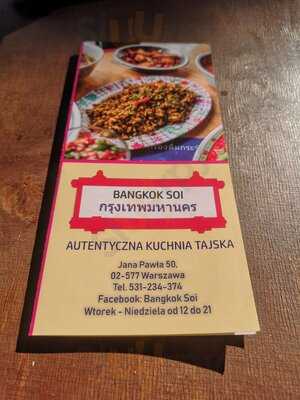 BANGKOK SOI
กรุงเทพมหานคร
AUTENTYCZNA KUCHNIA TAJSKA
Jana Pawła 50,
02-577 Warszawa
Tel. 531-234-374
Facebook: Bangkok Soi
Wtorek - Niedziela od 12 do 21